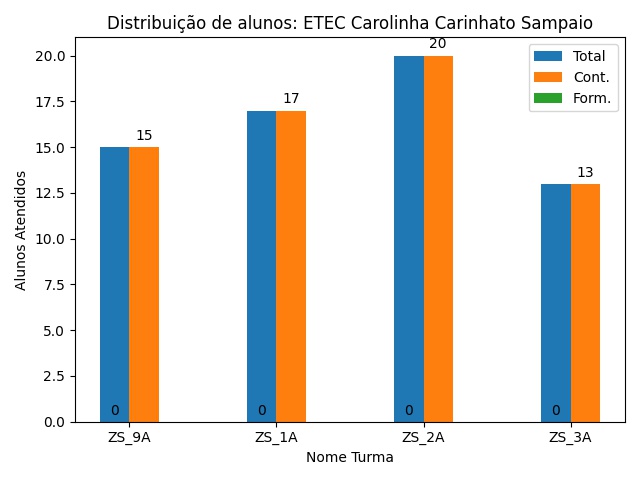 Distribuição de alunos: ETEC Carolinha Carinhato Sampaio
Total
Cont.
Form.
Alunos Atendidos
20.0
17.5
15.0
12.5
10.0
7.5
5.0
2.5
0.0
15
17
20
13
0
0
0
0
ZS_9A
ZS_1A
ZS_2A
ZS_3A
Nome Turma